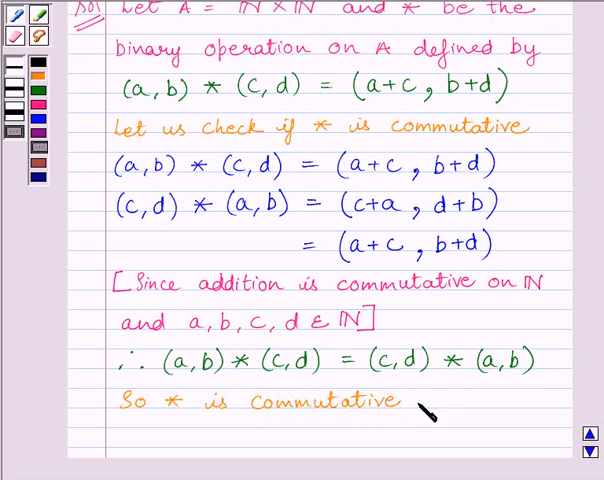 Sol Let A = ℕ × ℕ and * be the
binary operation on A defined by
(a, b) * (c, d) = (a+c, b+d)
Let us check if * is commutative
(a, b) * (c, d) = (a+c, b+d)
(c, d) * (a, b) = (c+a, d+b)
= (a+c, b+d)
[Since addition is commutative on ℕ
and a, b, c, d ε ℕ]
∴ (a, b) * (c, d) = (c, d) * (a, b)
So * is commutative